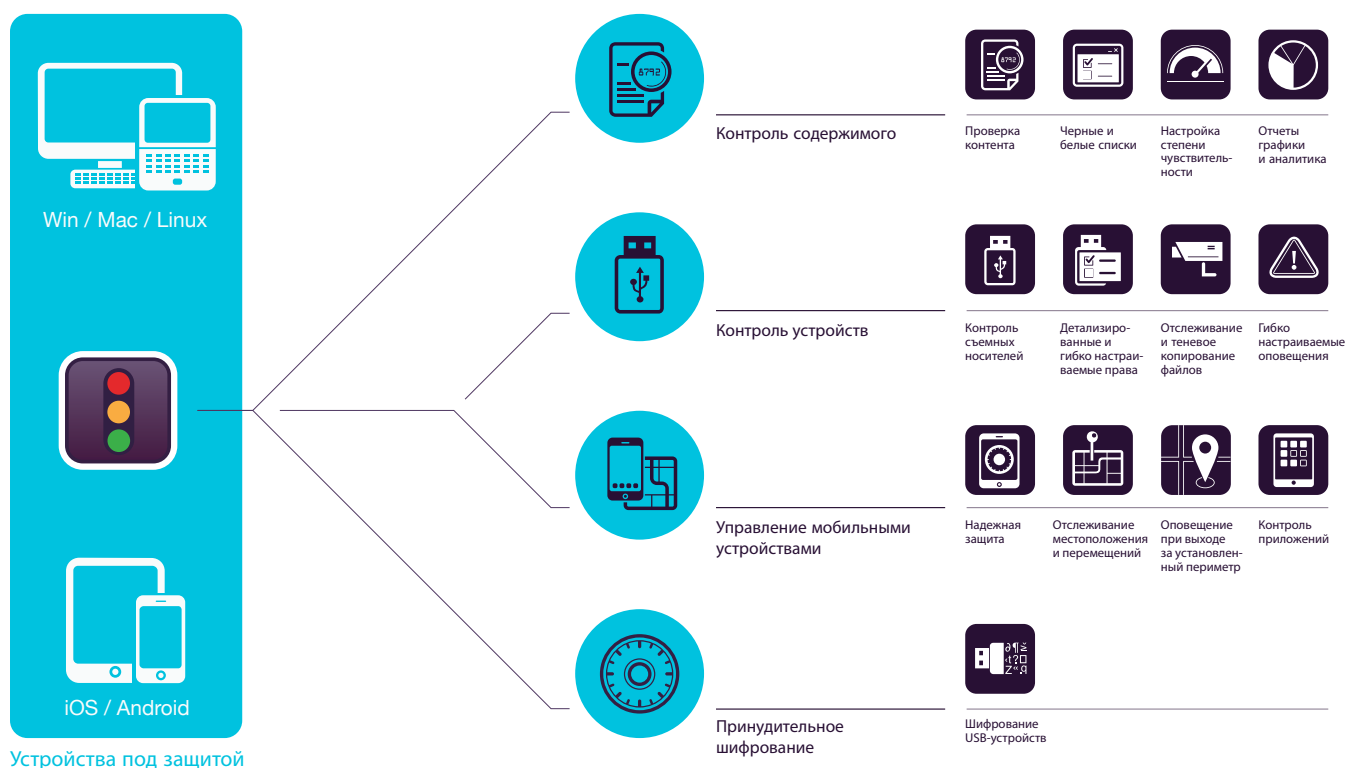 Win / Mac / Linux
iOS / Android
Устройства под защитой
8792
Контроль содержимого
8792
Проверка
контента
Черные и
белые списки
Настройка
степени
чувствитель-
ности
Отчеты
графики
и аналитика
Контроль устройств
Контроль
съемных
носителей
Детализиро-
ванные и
гибко настраи-
ваемые права
Отслеживание
и теневое
копирование
файлов
Гибко
настраиваемые
оповещения
Управление мобильными
устройствами
Надежная
защита
Отслеживание
местоположения
и перемещений
Оповещение
при выходе
за установлен-
ный периметр
Контроль
приложений
Принудительное
шифрование
Шифрование
USB-устройств